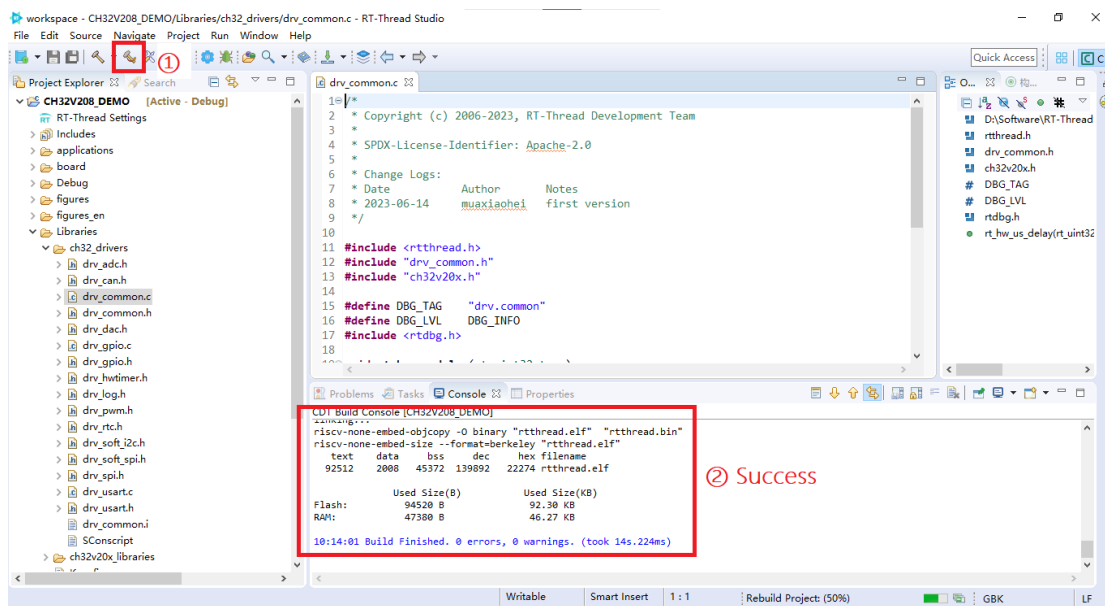 workspace - CH32V208_DEMO/Libraries/ch32_drivers/drv_common.c - RT-Thread Studio
File Edit Source Navigate Project Run Window Help
①
Quick Access
C
Project Explorer
Search
CH32V208_DEMO [Active - Debug]
RT-Thread Settings
Includes
applications
board
Debug
figures
figures_en
Libraries
ch32_drivers
drv_adc.h
drv_can.h
drv_common.c
drv_common.h
drv_dac.h
drv_gpio.c
drv_gpio.h
drv_hwtimer.h
drv_log.h
drv_pwm.h
drv_rtc.h
drv_soft_i2c.h
drv_soft_spi.h
drv_spi.h
drv_usart.c
drv_usart.h
drv_common.i
SConscript
ch32v20x_libraries
drv_common.c
1 /*
2 * Copyright (c) 2006-2023, RT-Thread Development Team
3 *
4 * SPDX-License-Identifier: Apache-2.0
5 *
6 * Change Logs:
7 * Date Author Notes
8 * 2023-06-14 muaxiaohei first version
9 */
10
11 #include <rtthread.h>
12 #include "drv_common.h"
13 #include "ch32v20x.h"
14
15 #define DBG_TAG "drv.common"
16 #define DBG_LVL DBG_INFO
17 #include <rtdbg.h>
18
O...
构...
D:\Software\RT-Thread
rtthread.h
drv_common.h
ch32v20x.h
DBG_TAG
DBG_LVL
rtdbg.h
rt_hw_us_delay(rt_uint32
Problems Tasks Console Properties
CDT Build Console [CH32V208_DEMO]
linking...
riscv-none-embed-objcopy -O binary "rtthread.elf" "rtthread.bin"
riscv-none-embed-size --format=berkeley "rtthread.elf"
text data bss dec hex filename
92512 2008 45372 139892 22274 rtthread.elf
Used Size(B) Used Size(KB)
Flash: 94520 B 92.30 KB
RAM: 47380 B 46.27 KB
10:14:01 Build Finished. 0 errors, 0 warnings. (took 14s.224ms)
② Success
Writable Smart Insert 1 : 1 Rebuild Project: (50%) GBK LF